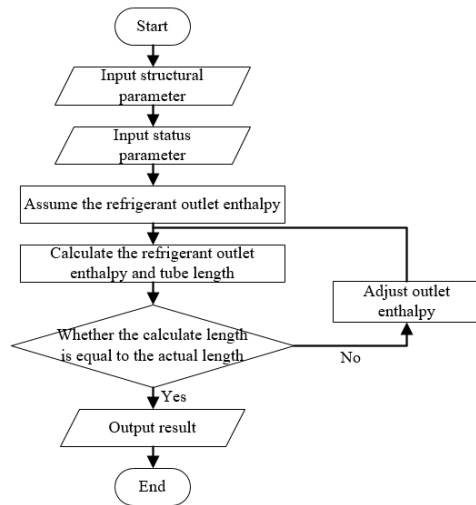 Start
Input structural
parameter
Input status
parameter
Assume the refrigerant outlet enthalpy
Calculate the refrigerant outlet
enthalpy and tube length
Adjust outlet
enthalpy
Whether the calculate length
is equal to the actual length
No
Yes
Output result
End